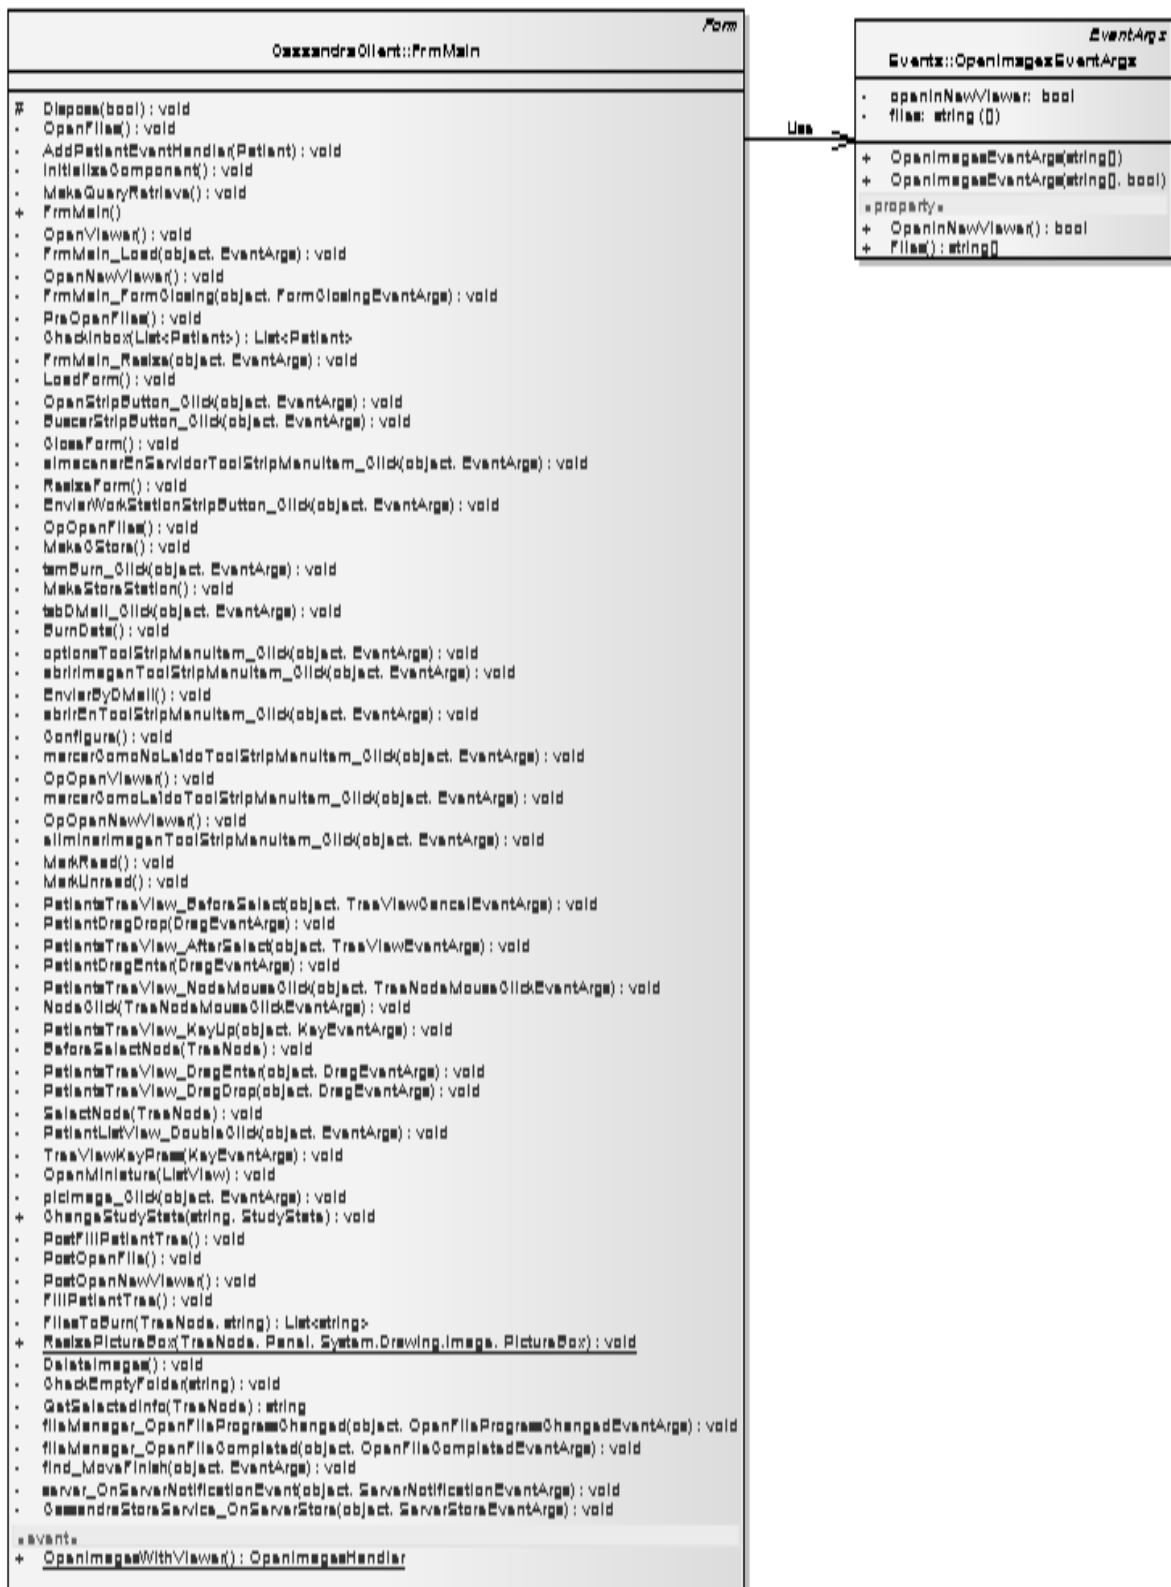 Form
CassandraClient::FrmMain
# Dispose(bool) : void
- OpenFiles() : void
- AddPatientEventHandler(Patient) : void
- InitializeComponent() : void
- MakeQueryRetrieve() : void
+ FrmMain()
- OpenViewer() : void
- FrmMain_Load(object, EventArgs) : void
- OpenNewViewer() : void
- FrmMain_FormClosing(object, FormClosingEventArgs) : void
- PreOpenFiles() : void
- CheckInbox(List<Patient>) : List<Patient>
- FrmMain_Resize(object, EventArgs) : void
- LoadForm() : void
- OpenStripButton_Click(object, EventArgs) : void
- BuscarStripButton_Click(object, EventArgs) : void
- CloseForm() : void
- almacenarEnServidorToolStripMenuItem_Click(object, EventArgs) : void
- ResizeForm() : void
- EnviarWorkStationStripButton_Click(object, EventArgs) : void
- OpOpenFiles() : void
- MakeCStore() : void
- tsmBurn_Click(object, EventArgs) : void
- MakeStoreStation() : void
- tsbDMail_Click(object, EventArgs) : void
- BurnData() : void
- optionsToolStripMenuItem_Click(object, EventArgs) : void
- abrirImagenToolStripMenuItem_Click(object, EventArgs) : void
- EnviarByDMail() : void
- abrirEnToolStripMenuItem_Click(object, EventArgs) : void
- Configure() : void
- marcarComoNoLeidoToolStripMenuItem_Click(object, EventArgs) : void
- OpOpenViewer() : void
- marcarComoLeidoToolStripMenuItem_Click(object, EventArgs) : void
- OpOpenNewViewer() : void
- eliminarImagenToolStripMenuItem_Click(object, EventArgs) : void
- MarkRead() : void
- MarkUnread() : void
- PatientsTreeView_BeforeSelect(object, TreeViewCancelEventArgs) : void
- PatientDragDrop(DragEventArgs) : void
- PatientsTreeView_AfterSelect(object, TreeViewEventArgs) : void
- PatientDragEnter(DragEventArgs) : void
- PatientsTreeView_NodeMouseClick(object, TreeNodeMouseClickEventArgs) : void
- NodeClick(TreeNodeMouseClickEventArgs) : void
- PatientsTreeView_KeyUp(object, KeyEventArgs) : void
- BeforeSelectNode(TreeNode) : void
- PatientsTreeView_DragEnter(object, DragEventArgs) : void
- PatientsTreeView_DragDrop(object, DragEventArgs) : void
- SelectNode(TreeNode) : void
- PatientListView_DoubleClick(object, EventArgs) : void
- TreeViewKeyPress(KeyEventArgs) : void
- OpenMiniature(ListView) : void
- picImage_Click(object, EventArgs) : void
+ ChangeStudyState(string, StudyState) : void
- PostFillPatientTree() : void
- PostOpenFile() : void
- PostOpenNewViewer() : void
- FillPatientTree() : void
- FilesToBurn(TreeNode, string) : List<string>
+ ResizePictureBox(TreeNode, Panel, System.Drawing.Image, PictureBox) : void
- DeleteImages() : void
- CheckEmptyFolder(string) : void
- GetSelectedInfo(TreeNode) : string
- fileManager_OpenFileProgressChanged(object, OpenFileProgressChangedEventArgs) : void
- fileManager_OpenFileCompleted(object, OpenFileCompletedEventArgs) : void
- find_MoveFinish(object, EventArgs) : void
- server_OnServerNotificationEvent(object, ServerNotificationEventArgs) : void
- CassandraStoreService_OnServerStore(object, ServerStoreEventArgs) : void
«event»
+ OpenImagesWithViewer() : OpenImagesHandler
Use
EventArgs
Events::OpenImagesEventArgs
- openInNewViewer: bool
- files: string ([])
+ OpenImagesEventArgs(string[])
+ OpenImagesEventArgs(string[], bool)
«property»
+ OpenInNewViewer() : bool
+ Files() : string[]